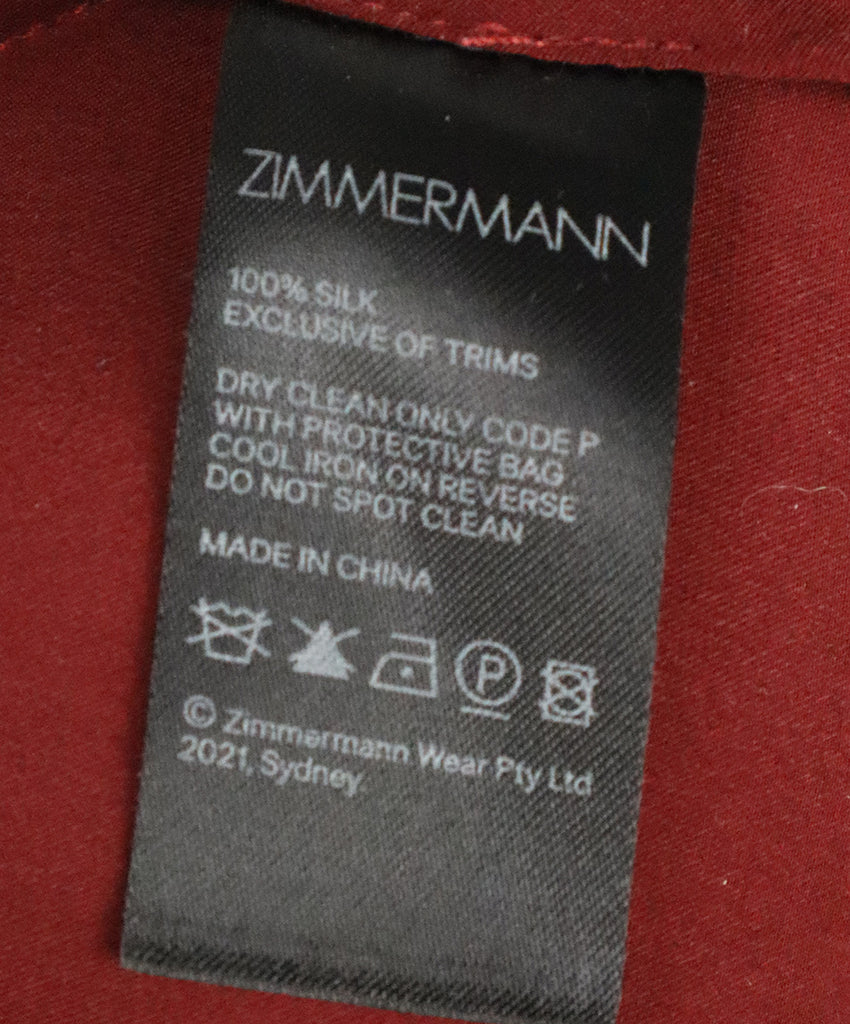 ZIMMERMANN
100% SILK
EXCLUSIVE OF TRIMS
DRY CLEAN ONLY CODE P
WITH PROTECTIVE BAG
COOL IRON ON REVERSE
DO NOT SPOT CLEAN
MADE IN CHINA
P
© Zimmermann Wear Pty Ltd
2021, Sydney.